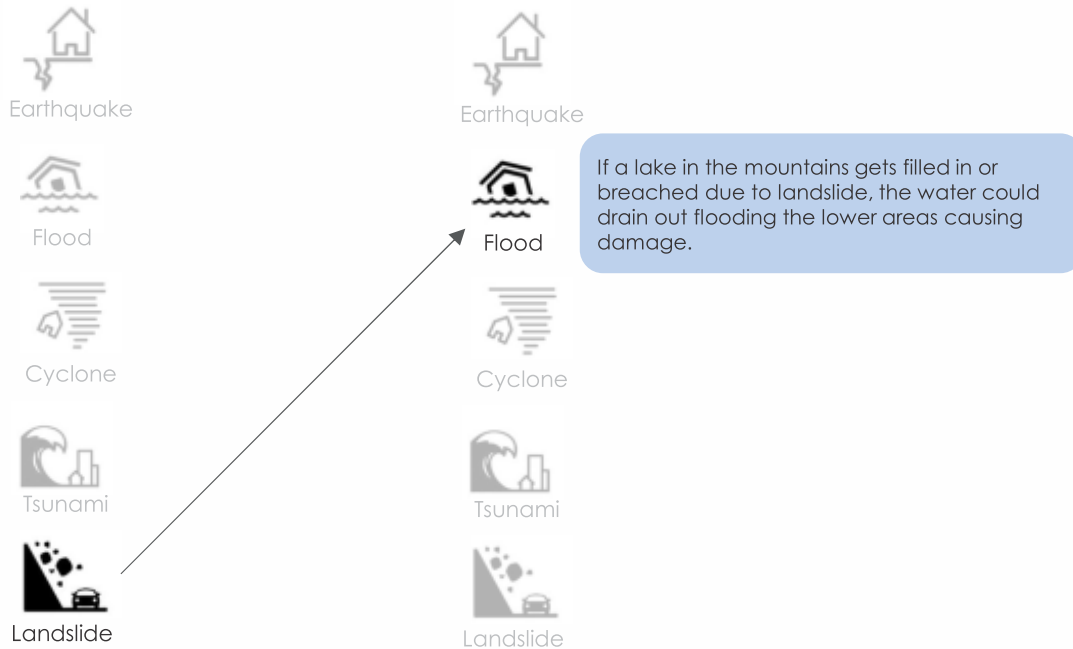 Earthquake
Flood
Cyclone
Tsunami
Landslide
Earthquake
Flood
Cyclone
Tsunami
Landslide
If a lake in the mountains gets filled in or
breached due to landslide, the water could
drain out flooding the lower areas causing
damage.